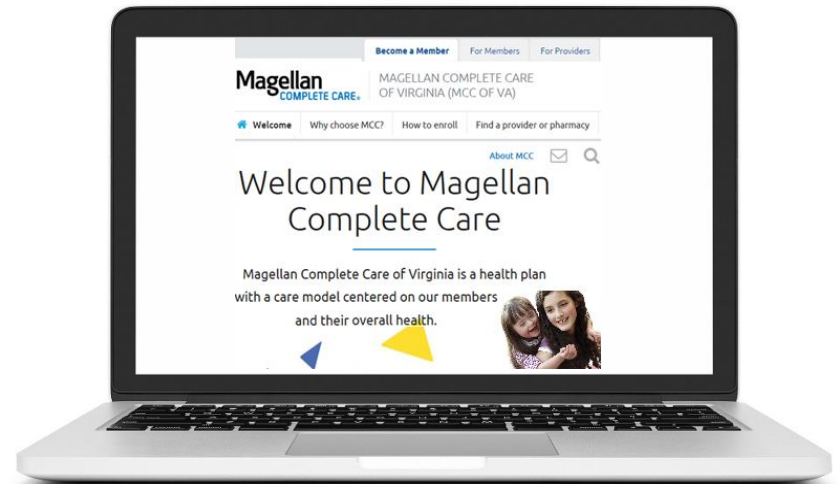 Become a Member For Members For Providers
Magellan
COMPLETE CARE®
MAGELLAN COMPLETE CARE
OF VIRGINIA (MCC OF VA)
Welcome Why choose MCC? How to enroll Find a provider or pharmacy
About MCC
Welcome to Magellan
Complete Care
Magellan Complete Care of Virginia is a health plan
with a care model centered on our members
and their overall health.